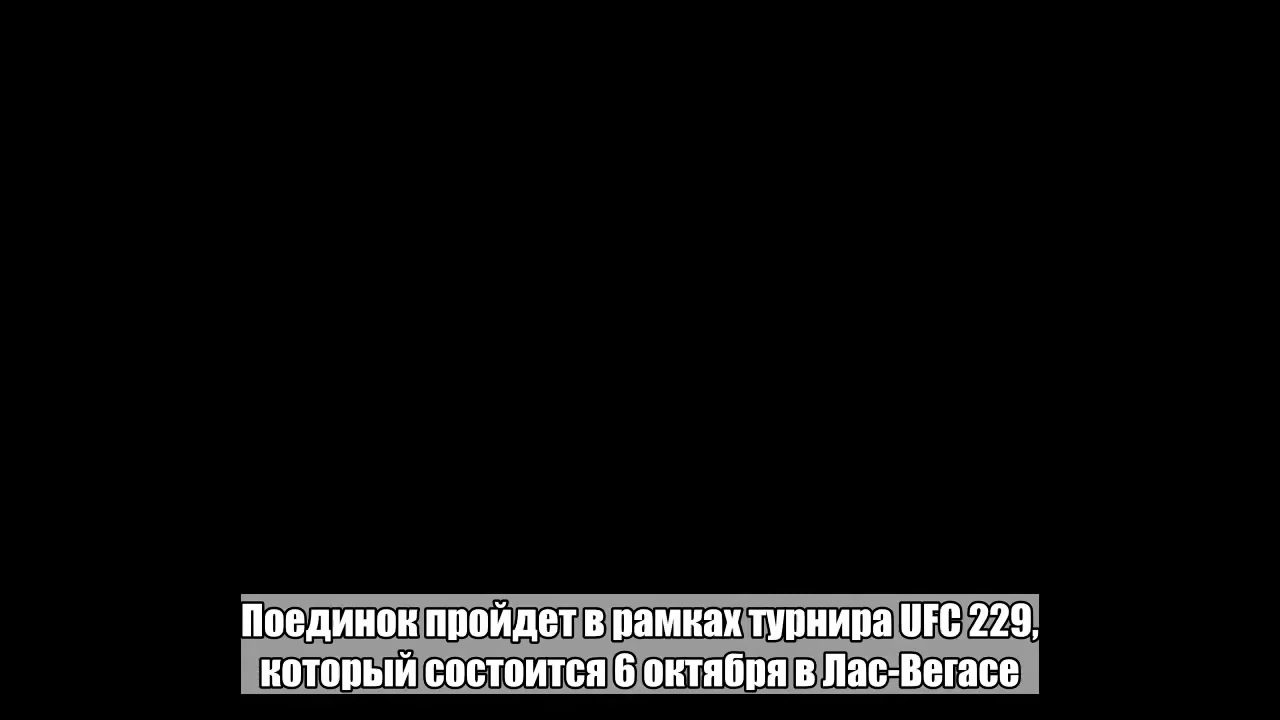 Поединок пройдет в рамках турнира UFC 229,
который состоится 6 октября в Лас-Вегасе